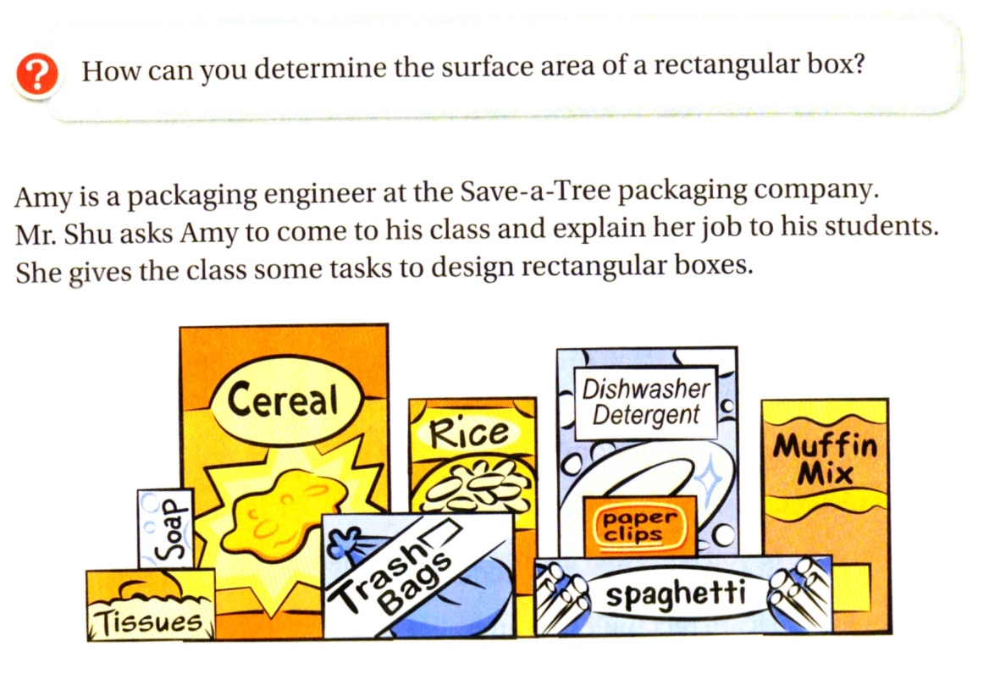 ?
How can you determine the surface area of a rectangular box?
Amy is a packaging engineer at the Save-a-Tree packaging company.
Mr. Shu asks Amy to come to his class and explain her job to his students.
She gives the class some tasks to design rectangular boxes.
Cereal
Rice
Dishwasher
Detergent
Muffin
Mix
Soap
paper
clips
Trash
Bags
spaghetti
Tissues